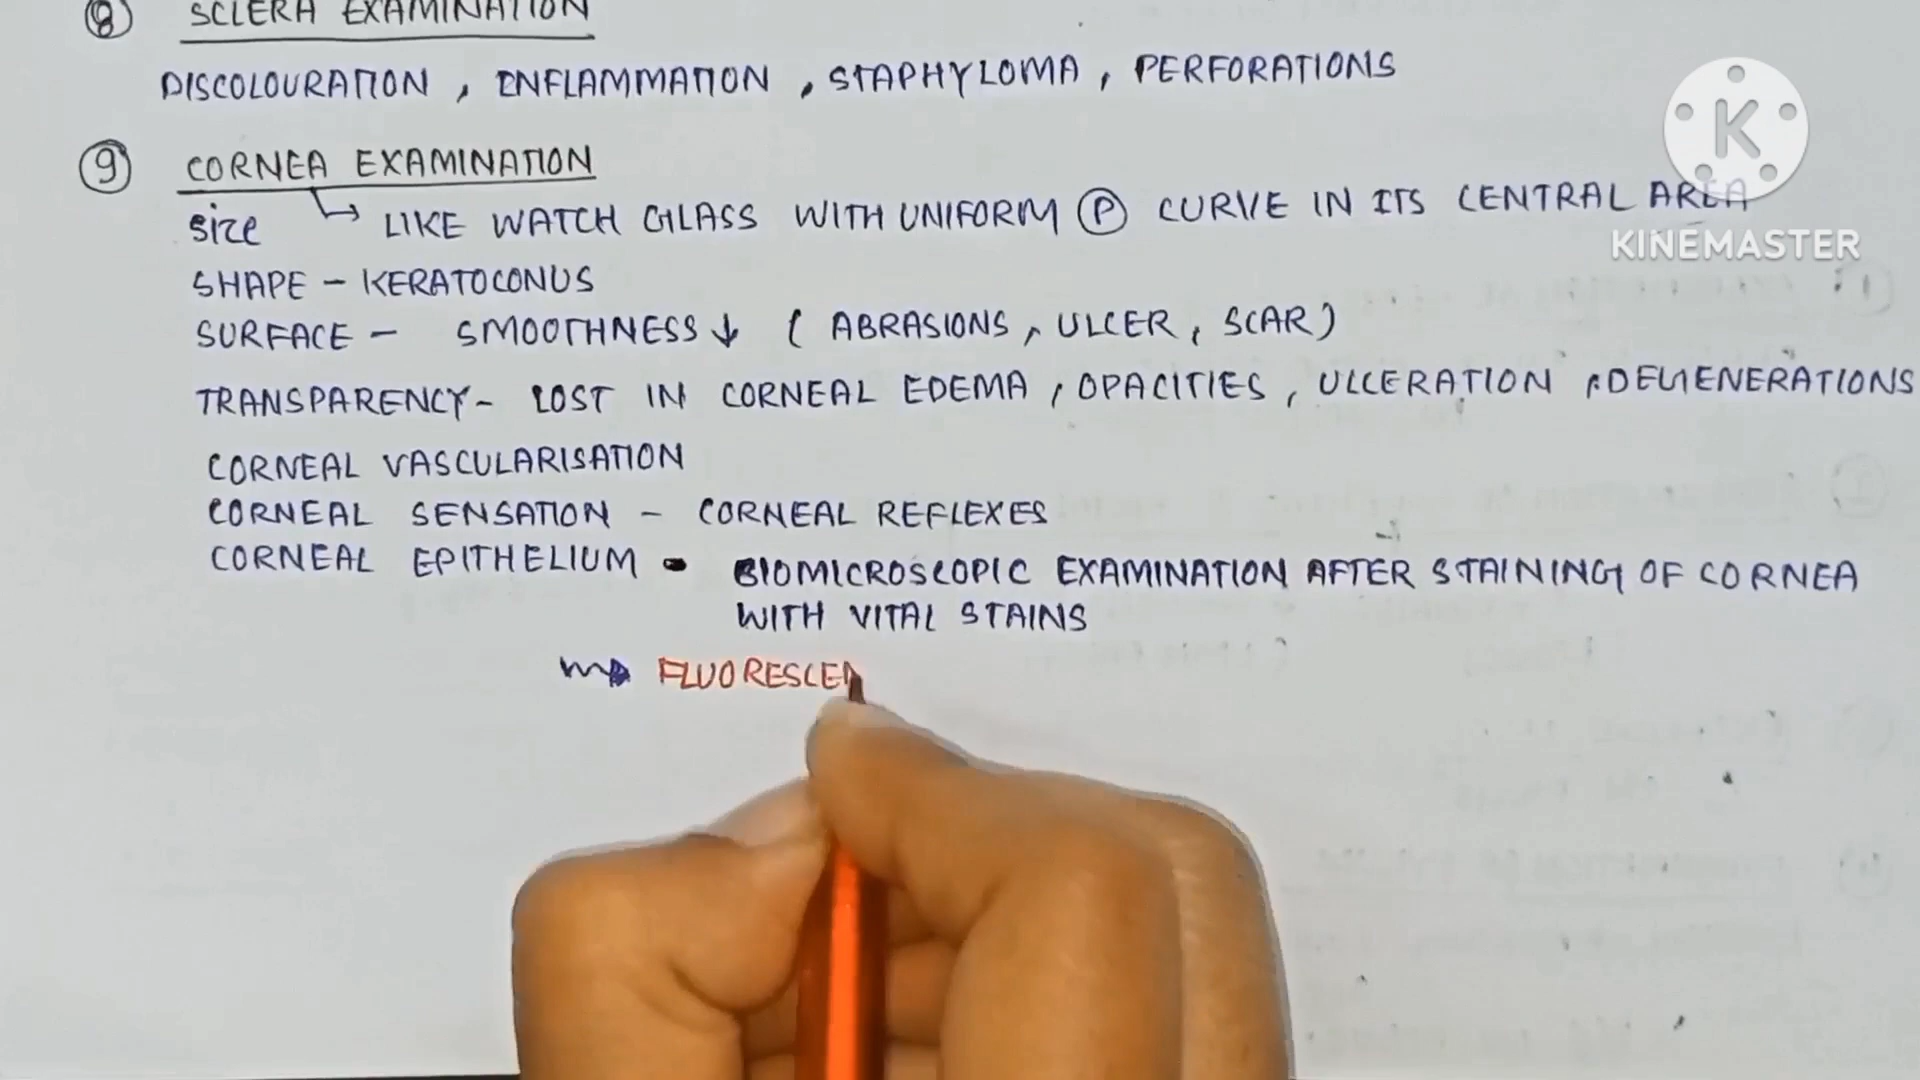 8 SCLERA EXAMINATION
DISCOLOURATION, INFLAMMATION, STAPHYLOMA, PERFORATIONS
9 CORNEA EXAMINATION
SIZE → LIKE WATCH GLASS WITH UNIFORM (P) CURVE IN ITS CENTRAL AREA
SHAPE - KERATOCONUS
SURFACE - SMOOTHNESS ↓ (ABRASIONS, ULCER, SCAR)
TRANSPARENCY - LOST IN CORNEAL EDEMA, OPACITIES, ULCERATION, DEGENERATIONS
CORNEAL VASCULARISATION
CORNEAL SENSATION - CORNEAL REFLEXES
CORNEAL EPITHELIUM - BIOMICROSCOPIC EXAMINATION AFTER STAINING OF CORNEA
WITH VITAL STAINS
→ FLUORESCE
K
KINEMASTER